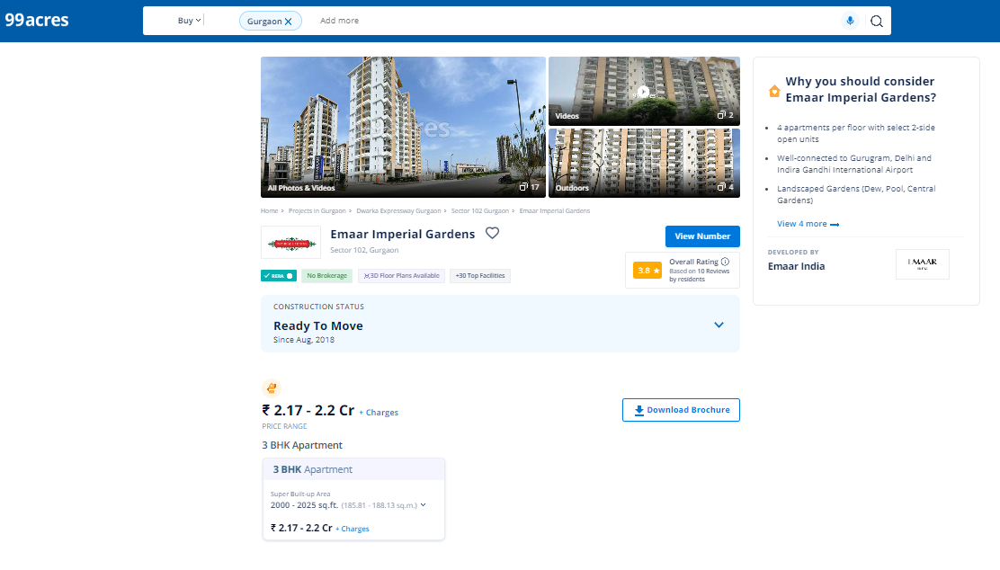 99acres
Buy
Gurgaon
Add more
All Photos & Videos
17
Videos
2
Outdoors
4
Home > Projects in Gurgaon > Dwarka Expressway Gurgaon > Sector 102 Gurgaon > Emaar Imperial Gardens
Emaar Imperial Gardens
Sector 102, Gurgaon
View Number
RERA
No Brokerage
3D Floor Plans Available
+30 Top Facilities
3.8 ★
Overall Rating
Based on 10 Reviews
by residents
CONSTRUCTION STATUS
Ready To Move
Since Aug, 2018
₹ 2.17 - 2.2 Cr + Charges
PRICE RANGE
Download Brochure
3 BHK Apartment
3 BHK Apartment
Super Built-up Area
2000 - 2025 sq.ft. (185.81 - 188.13 sq.m.)
₹ 2.17 - 2.2 Cr + Charges
Why you should consider
Emaar Imperial Gardens?
• 4 apartments per floor with select 2-side
open units
• Well-connected to Gurugram, Delhi and
Indira Gandhi International Airport
• Landscaped Gardens (Dew, Pool, Central
Gardens)
View 4 more
DEVELOPED BY
Emaar India
EMAAR